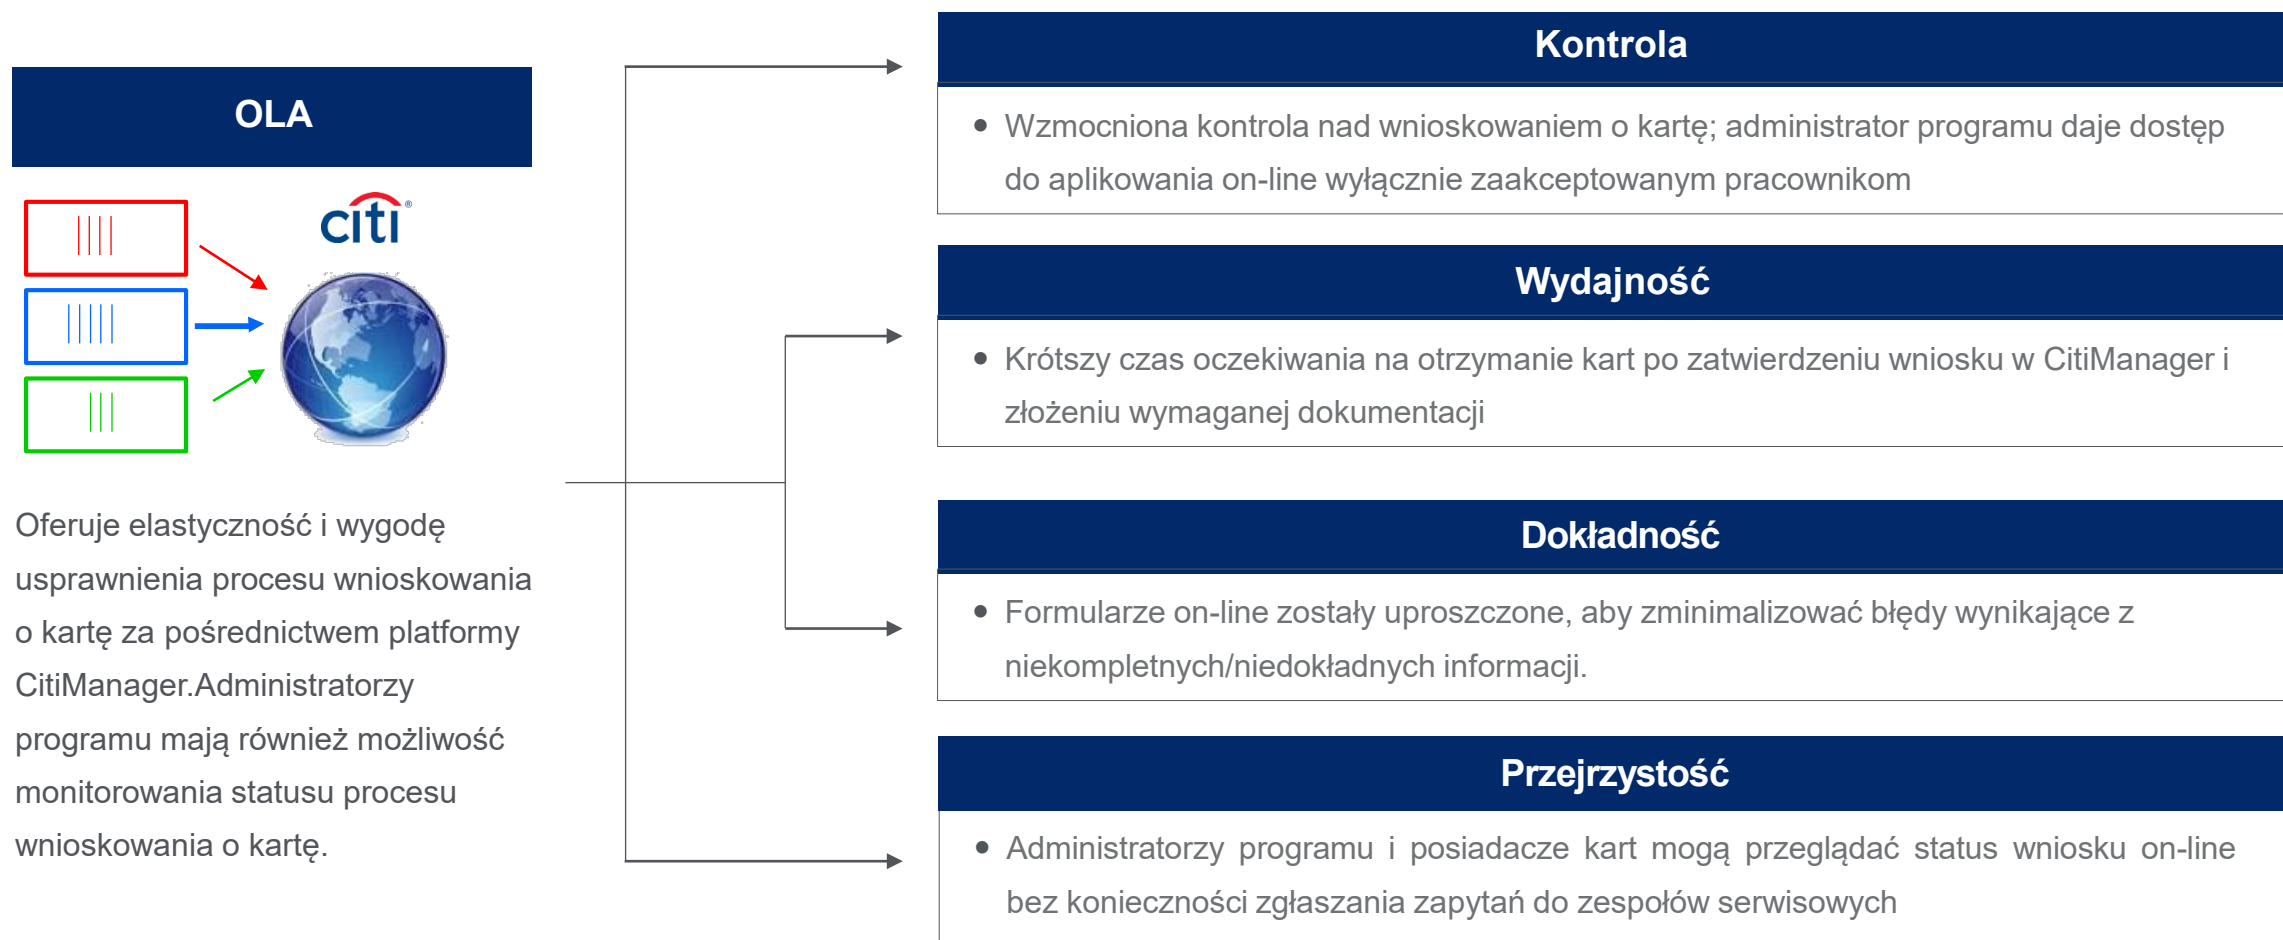 OLA
citi®
Oferuje elastyczność i wygodę
usprawnienia procesu wnioskowania
o kartę za pośrednictwem platformy
CitiManager.Administratorzy
programu mają również możliwość
monitorowania statusu procesu
wnioskowania o kartę.
Kontrola
• Wzmocniona kontrola nad wnioskowaniem o kartę; administrator programu daje dostęp
do aplikowania on-line wyłącznie zaakceptowanym pracownikom
Wydajność
• Krótszy czas oczekiwania na otrzymanie kart po zatwierdzeniu wniosku w CitiManager i
złożeniu wymaganej dokumentacji
Dokładność
• Formularze on-line zostały uproszczone, aby zminimalizować błędy wynikające z
niekompletnych/niedokładnych informacji.
Przejrzystość
• Administratorzy programu i posiadacze kart mogą przeglądać status wniosku on-line
bez konieczności zgłaszania zapytań do zespołów serwisowych